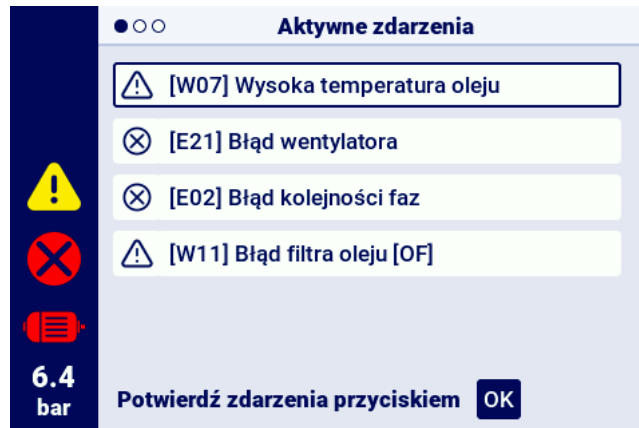 Aktywne zdarzenia
[W07] Wysoka temperatura oleju
[E21] Błąd wentylatora
[E02] Błąd kolejności faz
[W11] Błąd filtra oleju [OF]
6.4
bar
Potwierdź zdarzenia przyciskiem OK